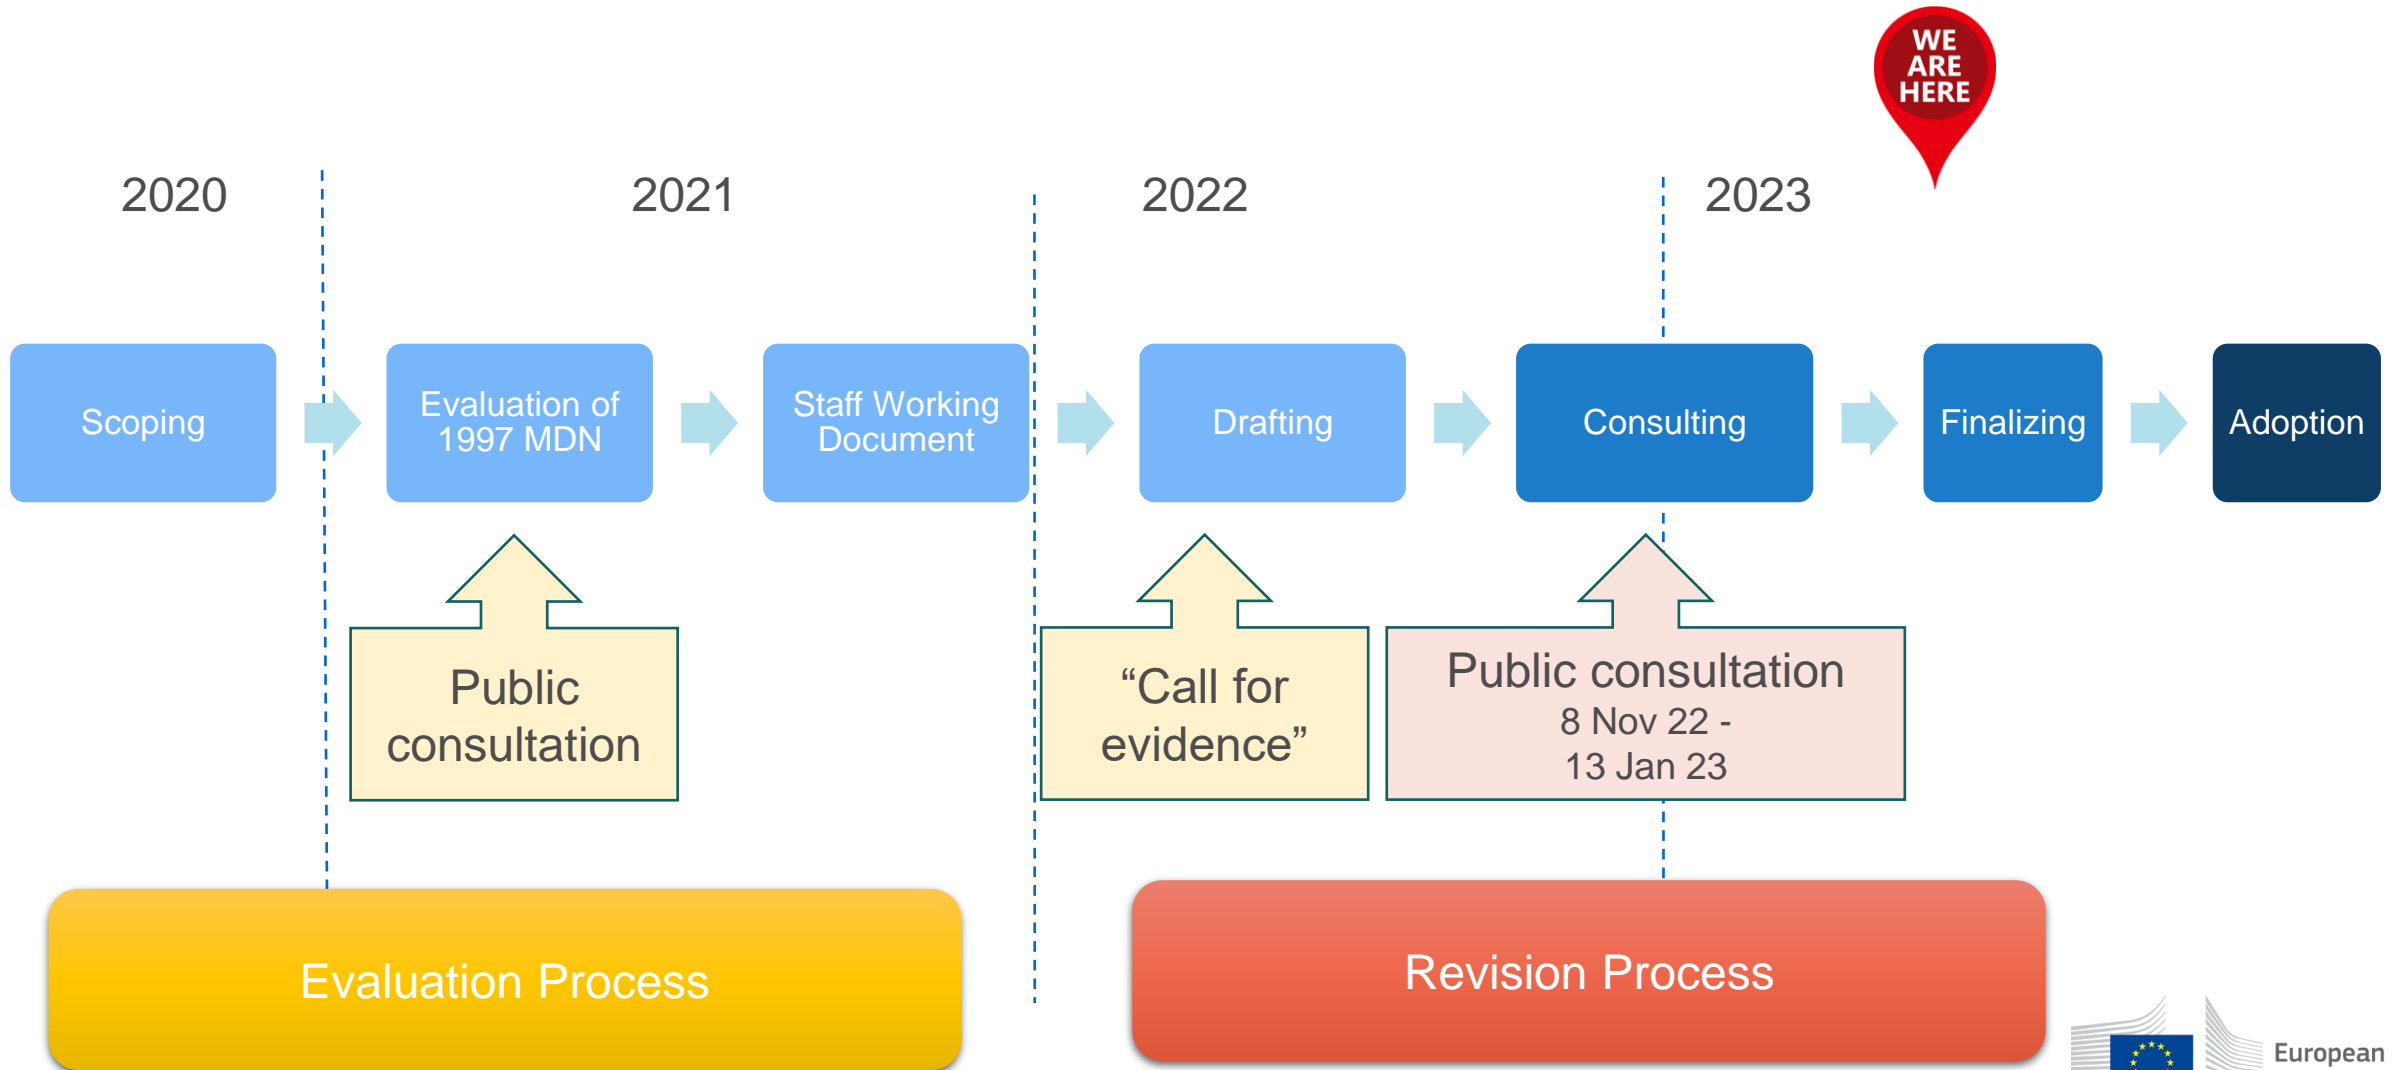 WE
ARE
HERE
2020
2021
2022
2023
Scoping
Evaluation of
1997 MDN
Staff Working
Document
Drafting
Consulting
Finalizing
Adoption
Public
consultation
“Call for
evidence”
Public consultation
8 Nov 22 -
13 Jan 23
Evaluation Process
Revision Process
European